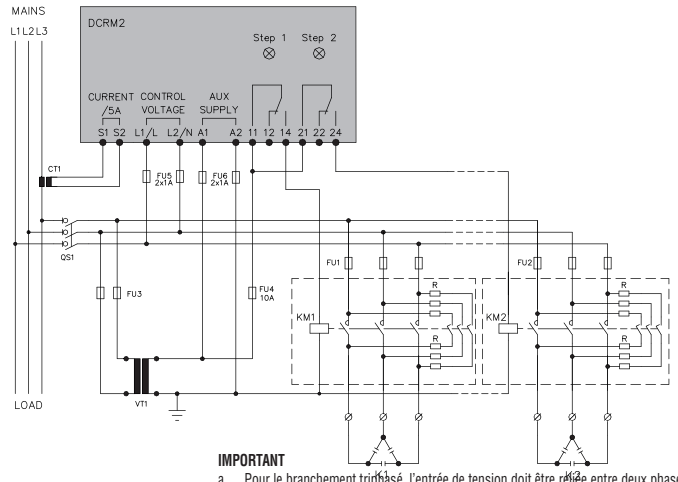 MAINS
L1 L2 L3
DCRM2
Step 1
Step 2
CURRENT
/5A
CONTROL
VOLTAGE
AUX
SUPPLY
S1 S2 L1/L L2/N A1 A2 11 12 14 21 22 24
CT1
FU5
2x1A
FU6
2x1A
QS1
FU3
FU4
10A
FU1
FU2
R
R
KM1
KM2
R
R
VT1
LOAD
K1
K2
IMPORTANT
a. Pour le branchement triphasé, l'entrée de tension doit être reliée entre deux phase